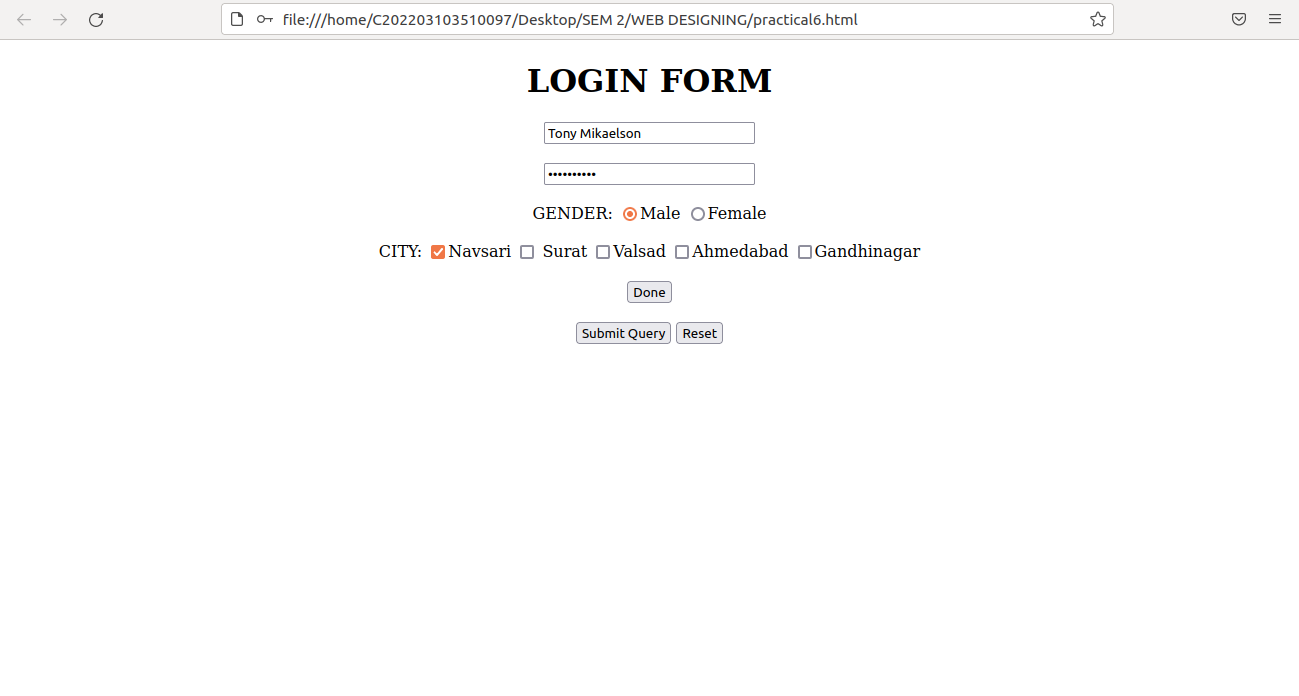 file:///home/C202203103510097/Desktop/SEM 2/WEB DESIGNING/practical6.html
LOGIN FORM
Tony Mikaelson
••••••••••
GENDER: Male Female
CITY: Navsari Surat Valsad Ahmedabad Gandhinagar
Done
Submit Query Reset